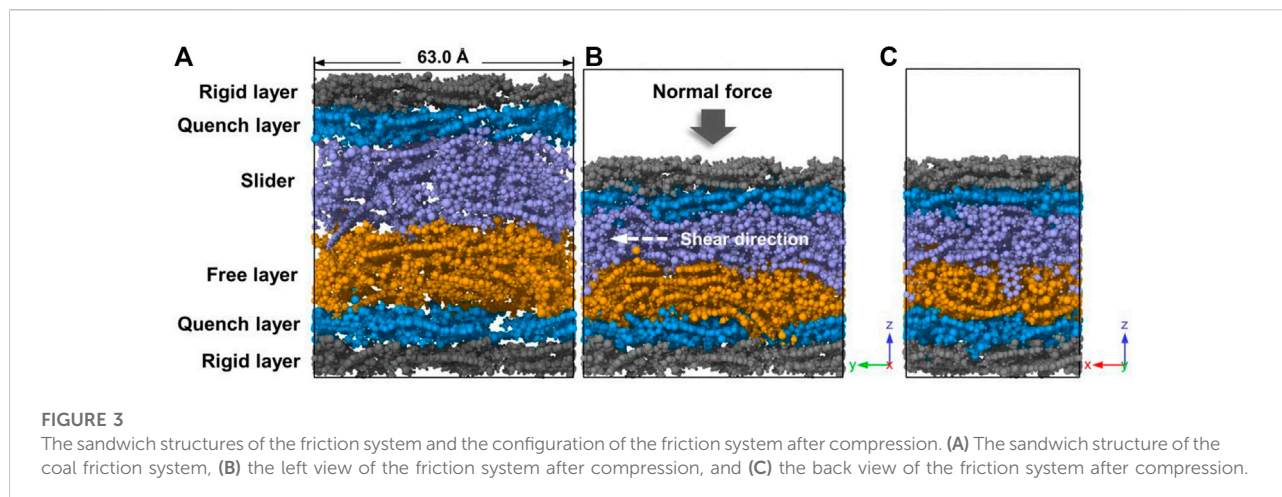 A
63.0 Å
B
C
Rigid layer
Quench layer
Slider
Free layer
Quench layer
Rigid layer
Normal force
Shear direction
z
y
x
z
x
y
FIGURE 3
The sandwich structures of the friction system and the configuration of the friction system after compression. (A) The sandwich structure of the
coal friction system, (B) the left view of the friction system after compression, and (C) the back view of the friction system after compression.